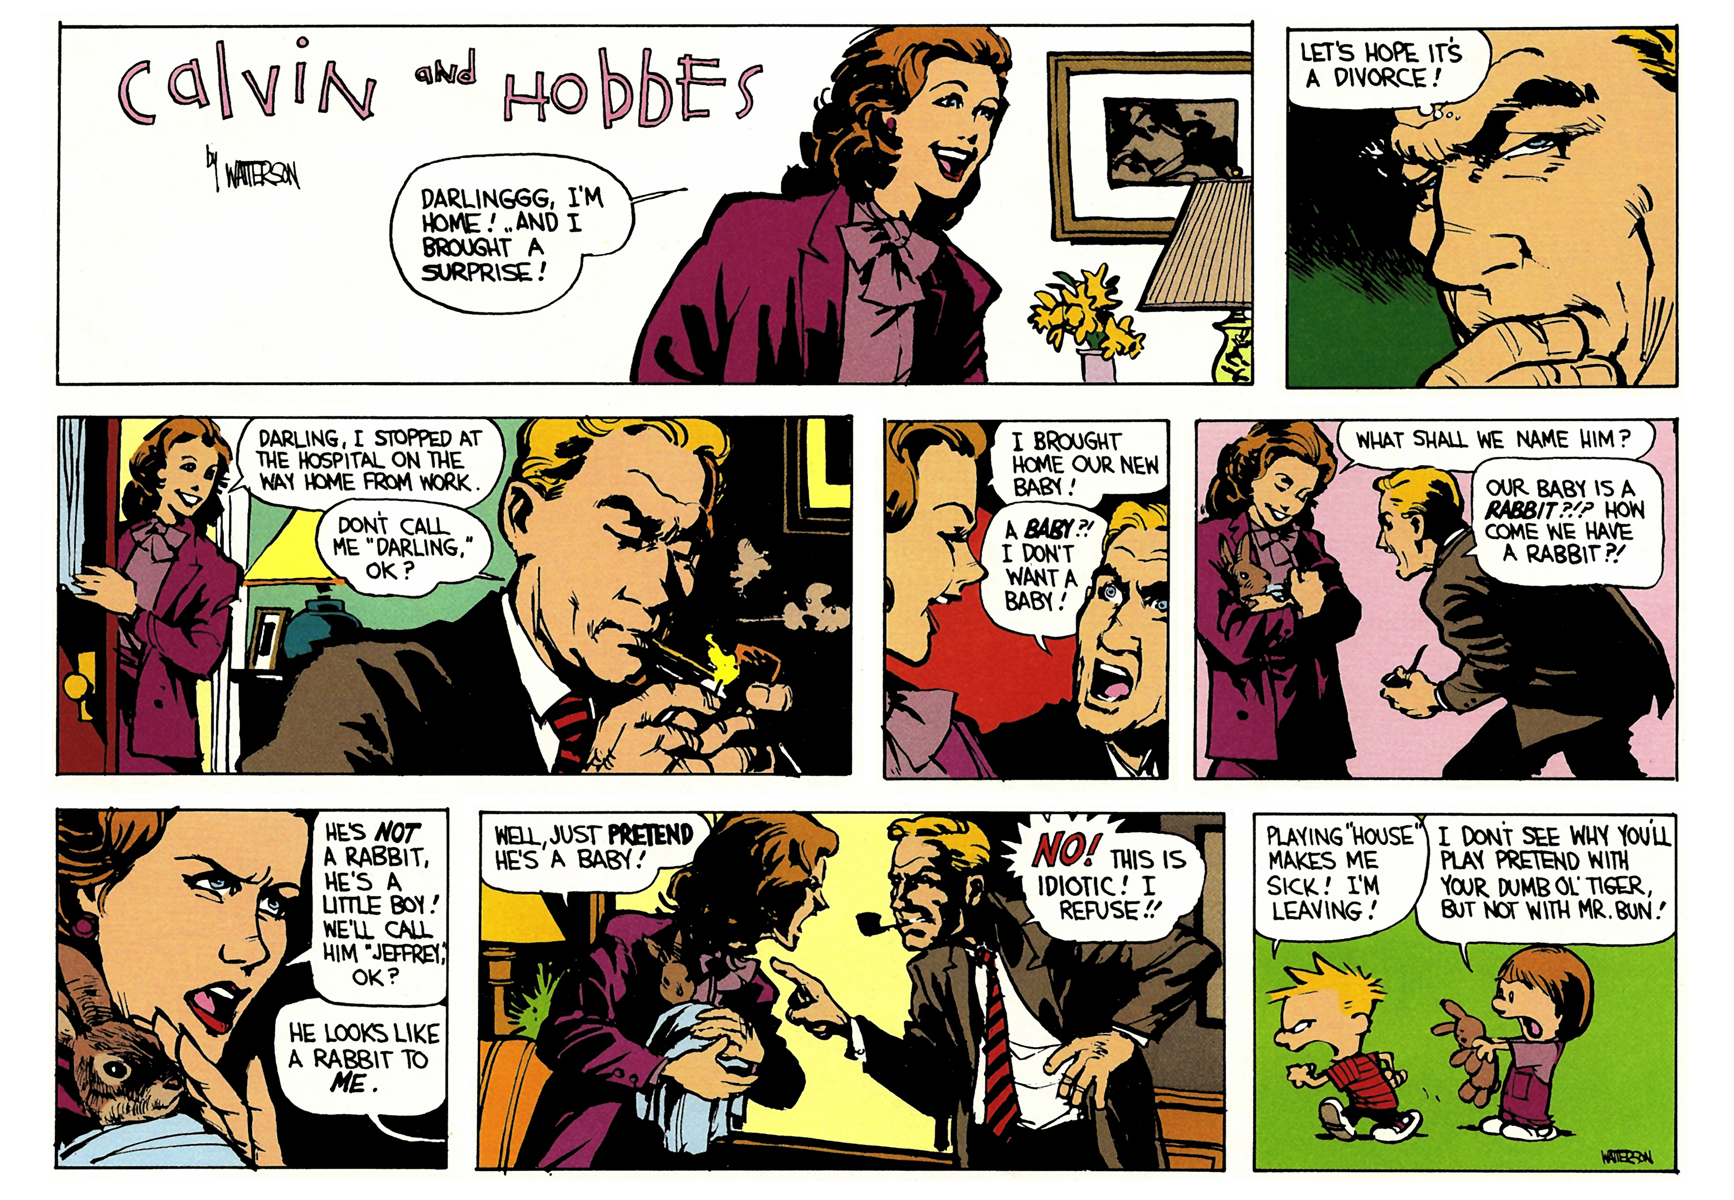 Calvin and Hobbes
by WATTERSON
DARLINGGG, I'M
HOME! ..AND I
BROUGHT A
SURPRISE!
LET'S HOPE IT'S
A DIVORCE!
DARLING, I STOPPED AT
THE HOSPITAL ON THE
WAY HOME FROM WORK.
DON'T CALL
ME "DARLING,"
OK?
I BROUGHT
HOME OUR NEW
BABY!
A BABY?!
I DON'T
WANT A
BABY!
WHAT SHALL WE NAME HIM?
OUR BABY IS A
RABBIT?!? HOW
COME WE HAVE
A RABBIT?!
HE'S NOT
A RABBIT,
HE'S A
LITTLE BOY!
WE'LL CALL
HIM "JEFFREY,"
OK?
HE LOOKS LIKE
A RABBIT TO
ME.
WELL, JUST PRETEND
HE'S A BABY!
NO! THIS IS
IDIOTIC! I
REFUSE!!
PLAYING "HOUSE"
MAKES ME
SICK! I'M
LEAVING!
I DON'T SEE WHY YOU'LL
PLAY PRETEND WITH
YOUR DUMB OL' TIGER,
BUT NOT WITH MR. BUN!
WATTERSON